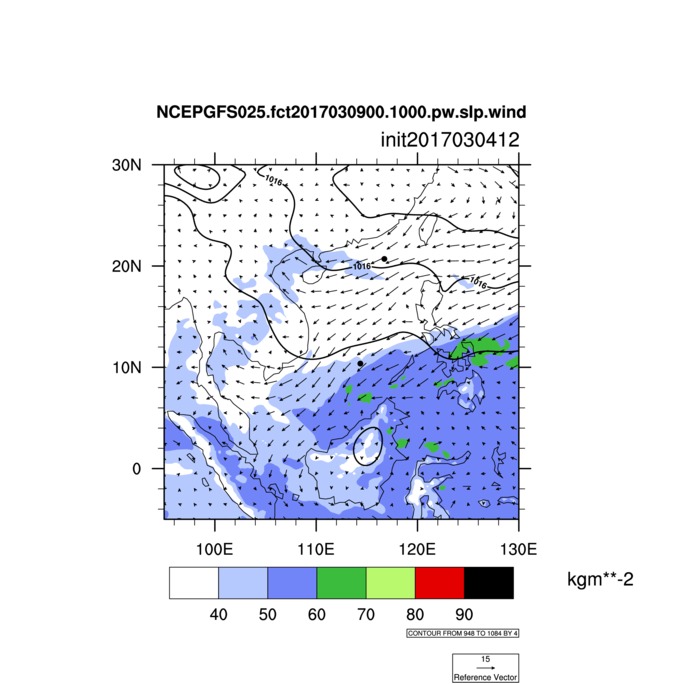 NCEPGFS025.fct2017030900.1000.pw.slp.wind
init2017030412
30N
1016
20N
1016
1016
10N
0
100E 110E 120E 130E
kgm**-2
40 50 60 70 80 90
CONTOUR FROM 948 TO 1084 BY 4
15
Reference Vector